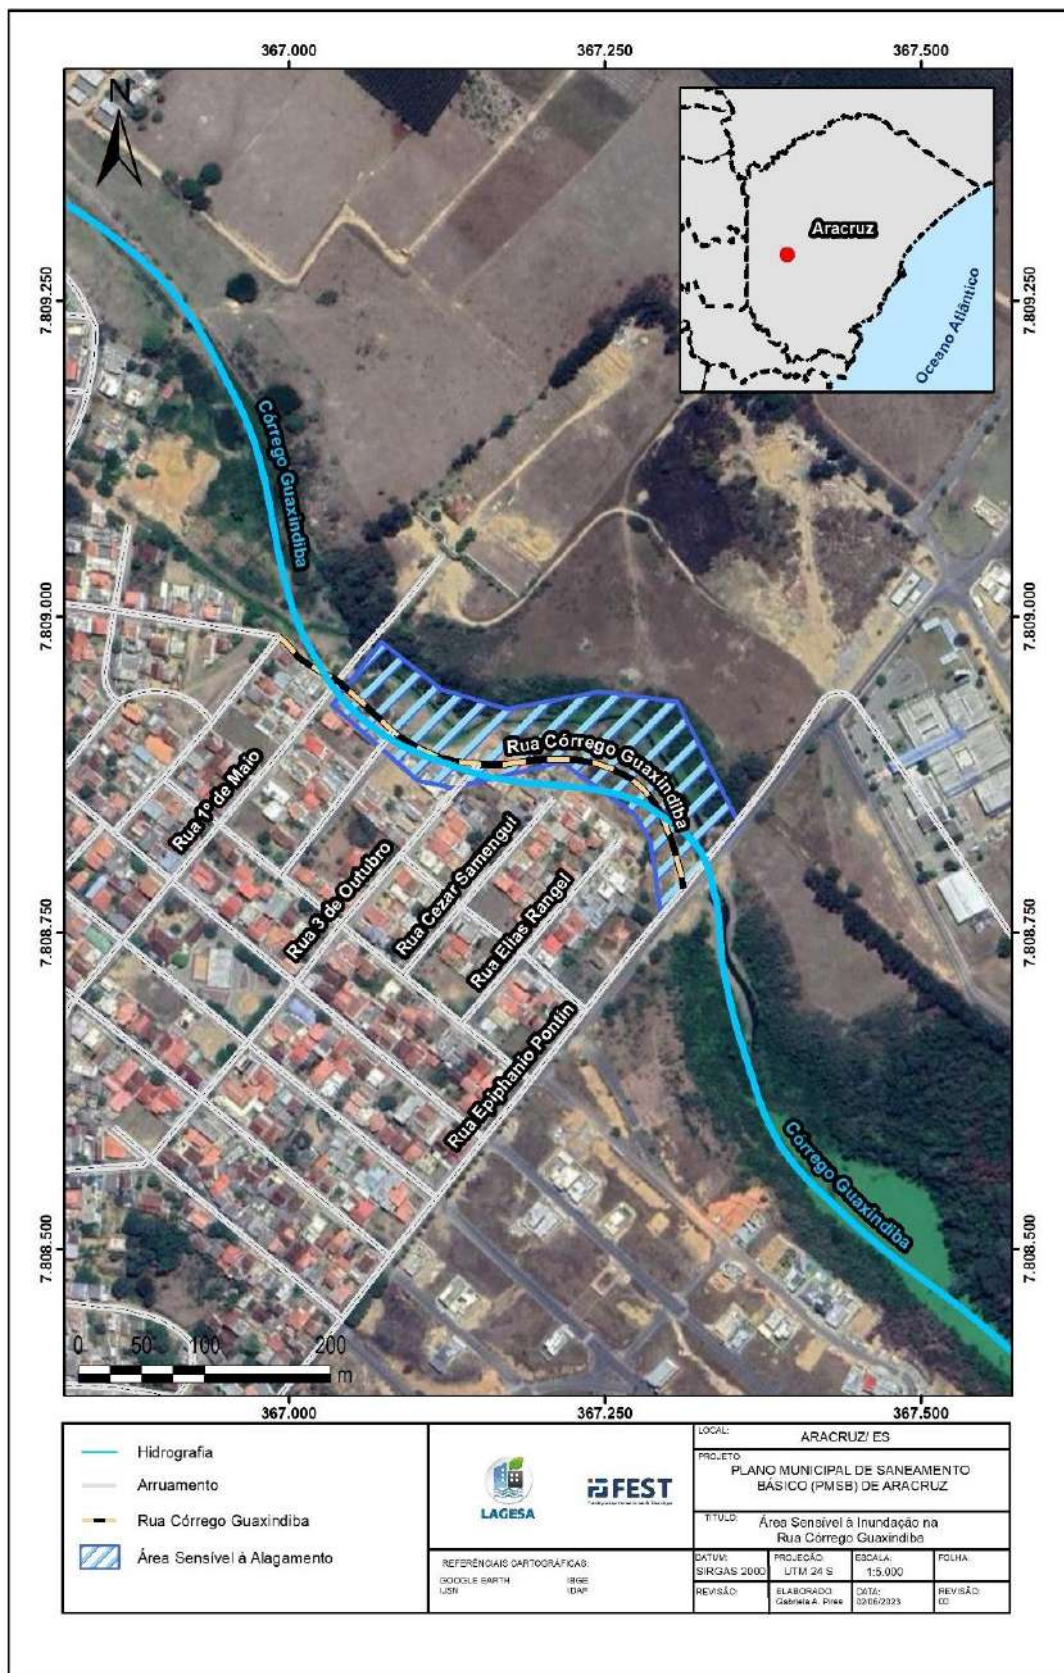 367.000
367.250
367.500
N
7.809.250
7.809.250
Aracruz
Oceano Atlântico
Córrego Guaxindiba
7.809.000
7.809.000
Rua Córrego Guaxindiba
Rua 1º de Maio
Rua 3 de Outubro
Rua Cezar Samengui
Rua Elias Rangel
Rua Epiphanio Pontin
7.808.750
7.808.750
Córrego Guaxindiba
7.808.500
7.808.500
0 50 100 200
m
367.000
367.250
367.500
Hidrografia
Arruamento
Rua Córrego Guaxindiba
Área Sensível à Alagamento
LAGESA
FEST
REFERÊNCIAIS CARTOGRÁFICAS:
GOOGLE EARTH IBGE
IJSN IDAF
LOCAL:
ARACRUZ/ ES
PROJETO:
PLANO MUNICIPAL DE SANEAMENTO
BÁSICO (PMSB) DE ARACRUZ
TÍTULO:
Área Sensível à Inundação na
Rua Córrego Guaxindiba
DATUM:
SIRGAS 2000
PROJEÇÃO:
UTM 24 S
ESCALA:
1:5.000
FOLHA:
REVISÃO:
ELABORADO:
Gabriela A. Pires
DATA:
02/06/2023
REVISÃO:
00